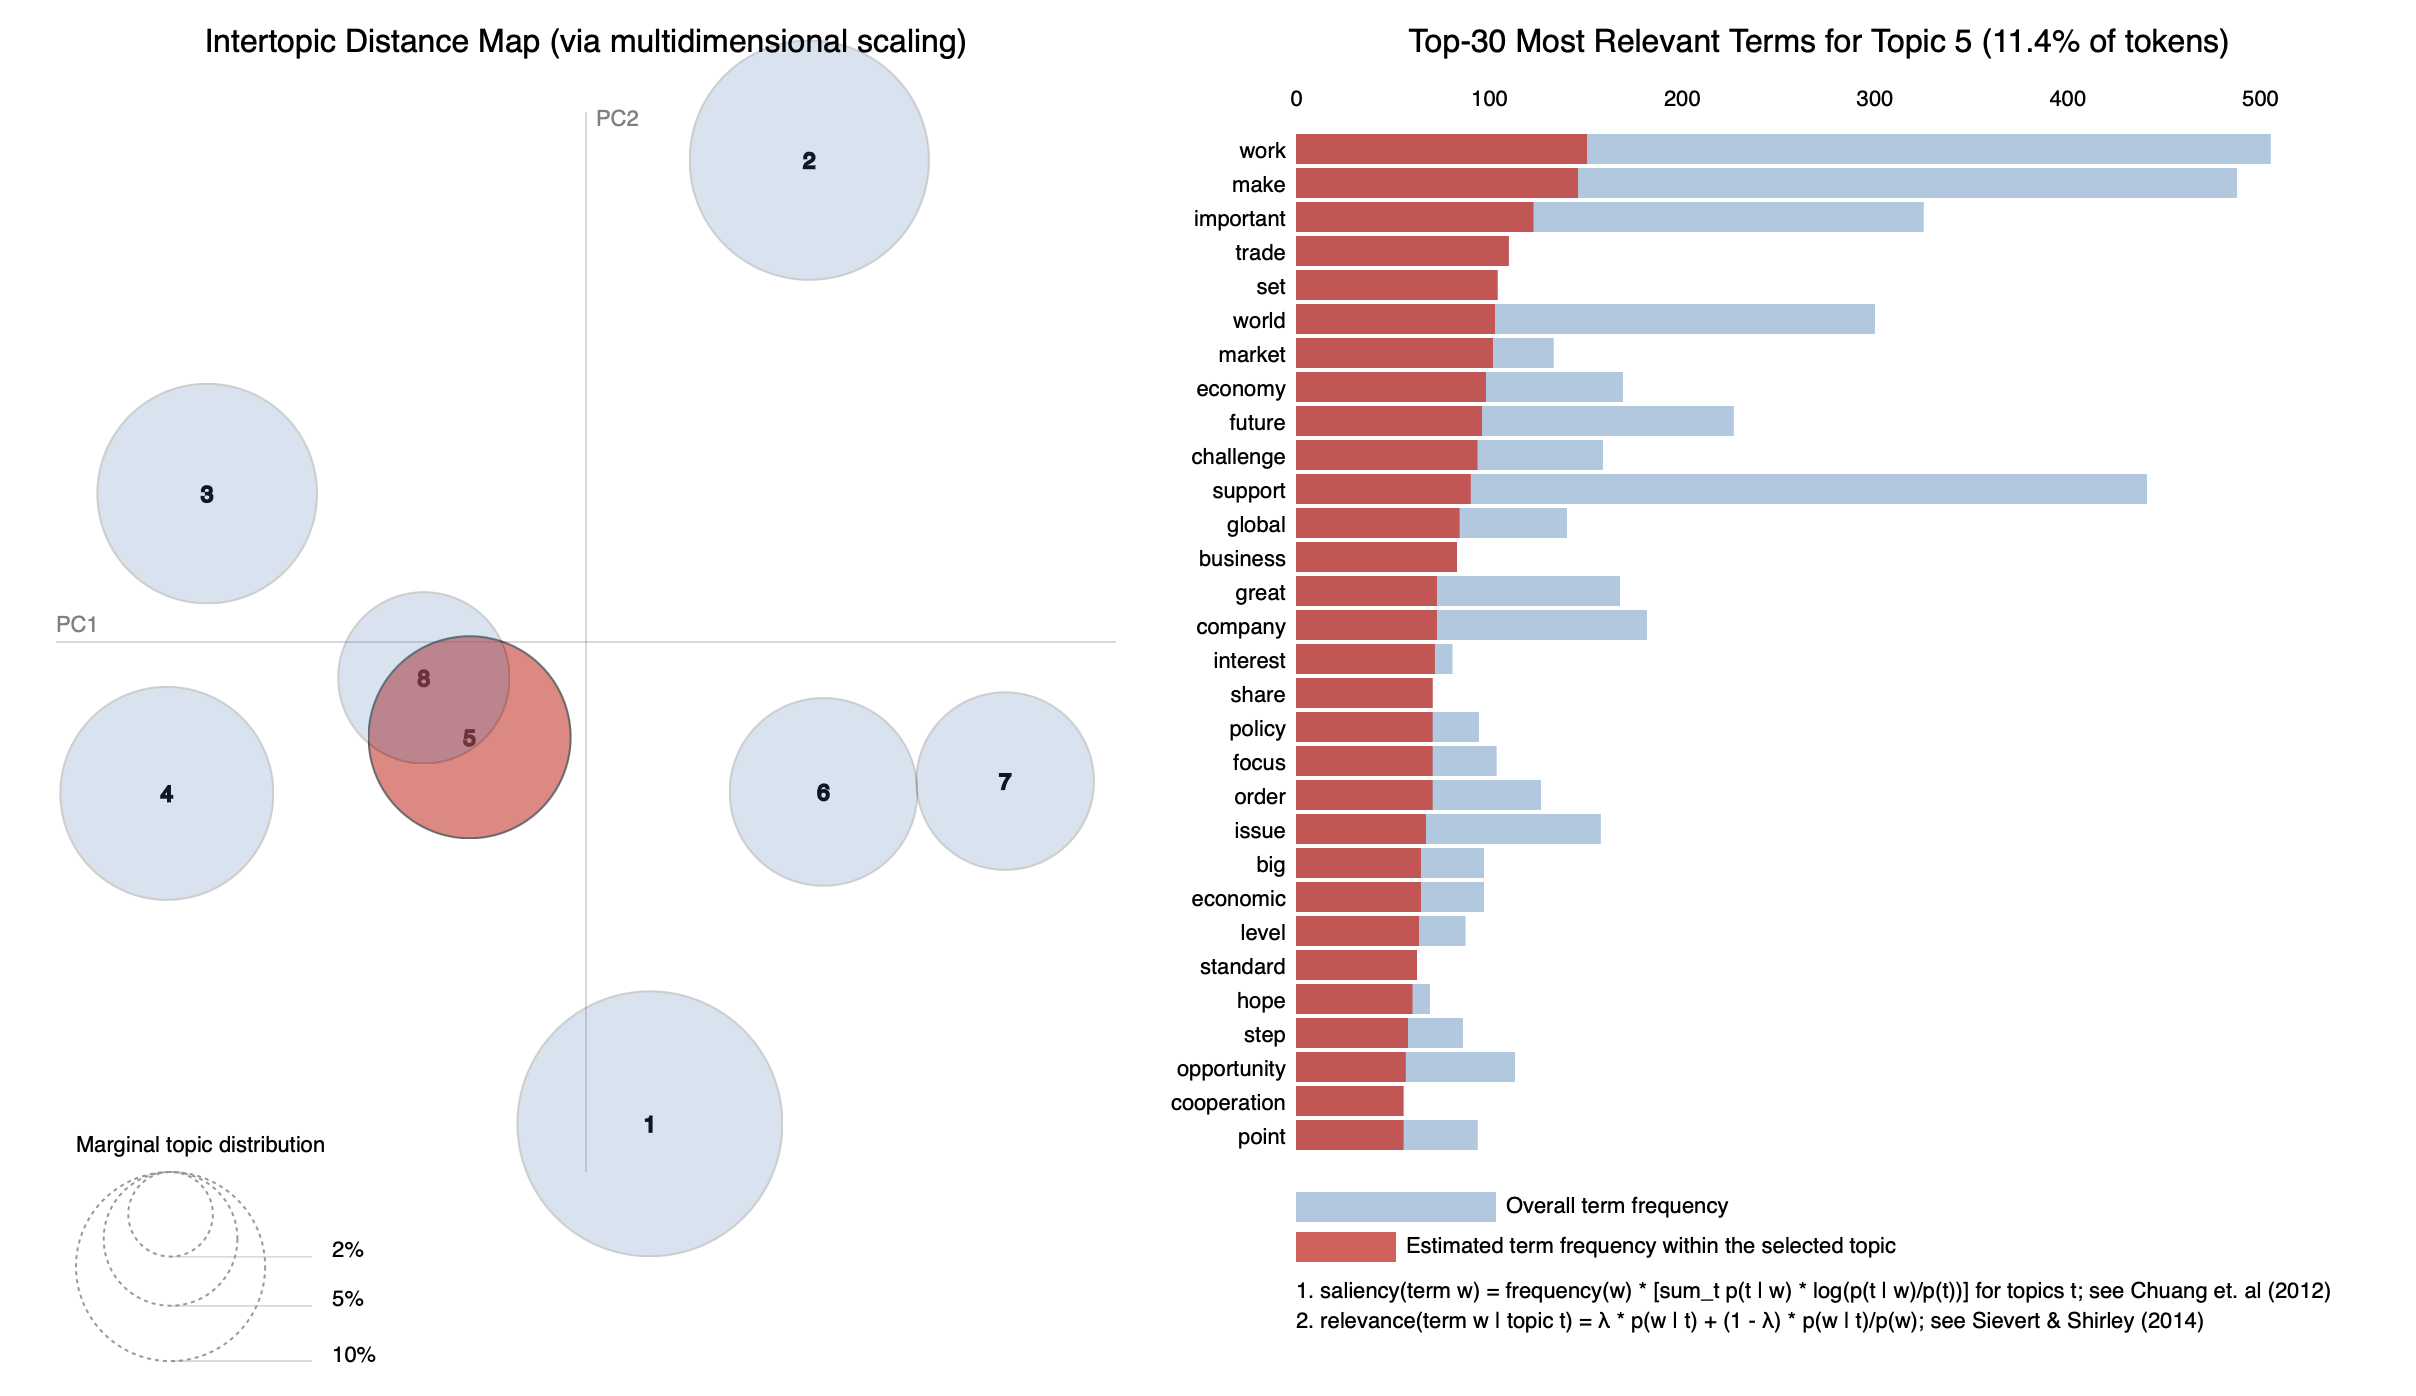 Intertopic Distance Map (via multidimensional scaling)
PC2
2
3
PC1
8
5
4
6
7
1
Marginal topic distribution
2%
5%
10%
Top-30 Most Relevant Terms for Topic 5 (11.4% of tokens)
0 100 200 300 400 500
work
make
important
trade
set
world
market
economy
future
challenge
support
global
business
great
company
interest
share
policy
focus
order
issue
big
economic
level
standard
hope
step
opportunity
cooperation
point
Overall term frequency
Estimated term frequency within the selected topic
1. saliency(term w) = frequency(w) * [sum_t p(t | w) * log(p(t | w)/p(t))] for topics t; see Chuang et. al (2012)
2. relevance(term w | topic t) = λ * p(w | t) + (1 - λ) * p(w | t)/p(w); see Sievert & Shirley (2014)